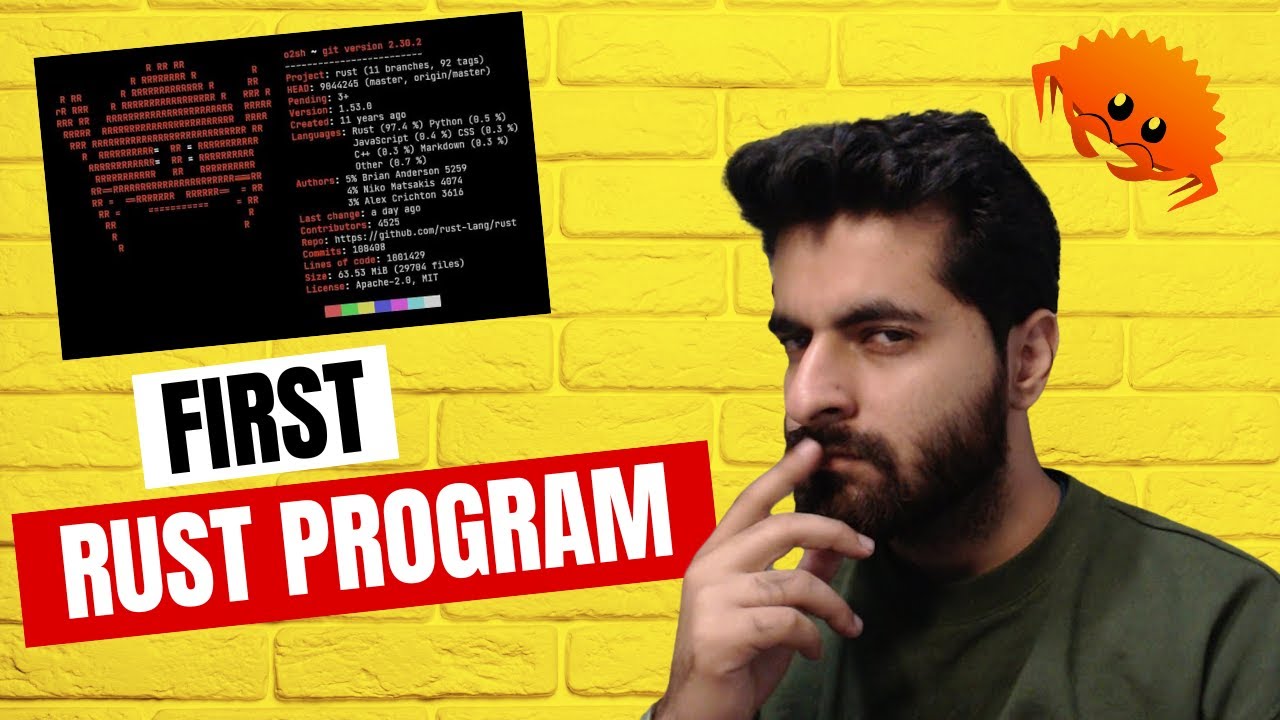 o2sh ~ git version 2.30.2
-------------------------
Project: rust (11 branches, 92 tags)
HEAD: 9044245 (master, origin/master)
Pending: 3+
Version: 1.53.0
Created: 11 years ago
Languages: Rust (97.4 %) Python (0.5 %)
JavaScript (0.4 %) CSS (0.3 %)
C++ (0.3 %) Markdown (0.3 %)
Other (0.7 %)
Authors: 5% Brian Anderson 5259
4% Niko Matsakis 4074
3% Alex Crichton 3616
Last change: a day ago
Contributors: 4525
Repo: https://github.com/rust-lang/rust
Commits: 108408
Lines of code: 1801429
Size: 63.53 MiB (29704 files)
License: Apache-2.0, MIT
FIRST
RUST PROGRAM